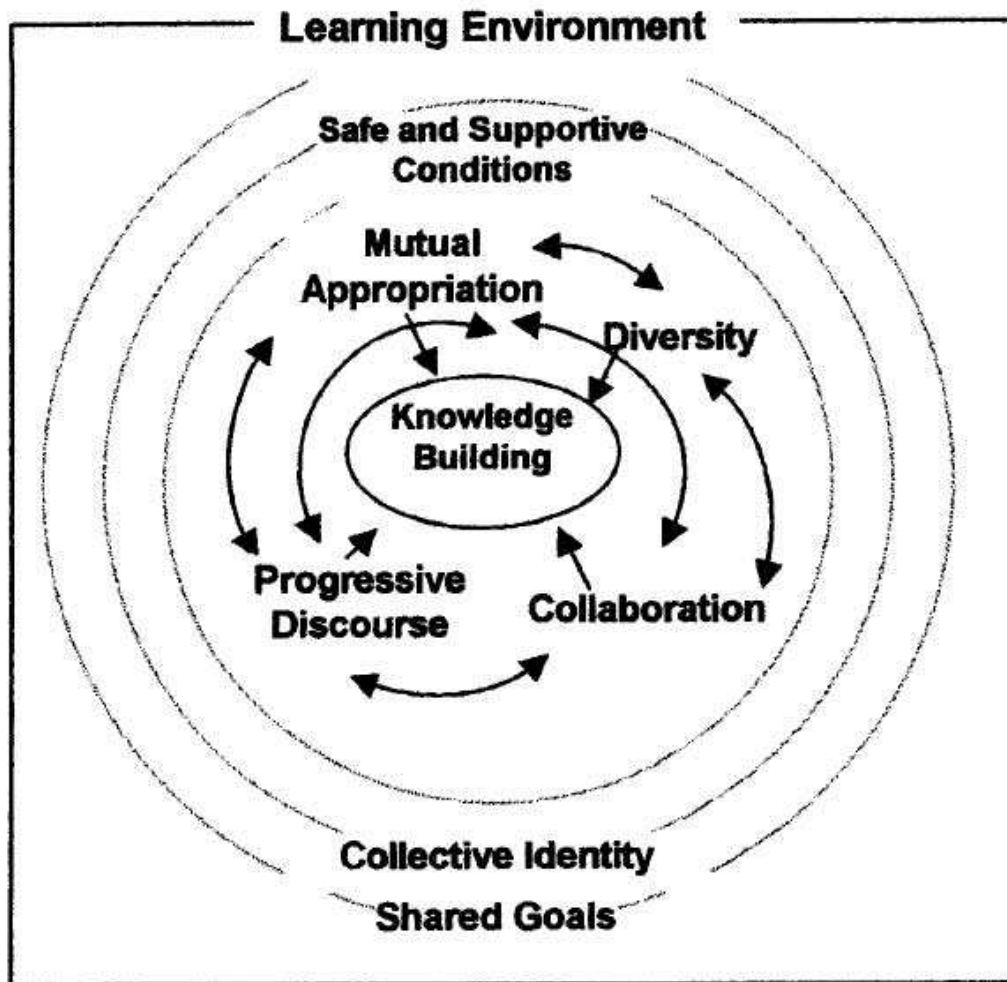 Learning Environment
Safe and Supportive
Conditions
Mutual
Appropriation
Diversity
Knowledge
Building
Progressive
Discourse
Collaboration
Collective Identity
Shared Goals